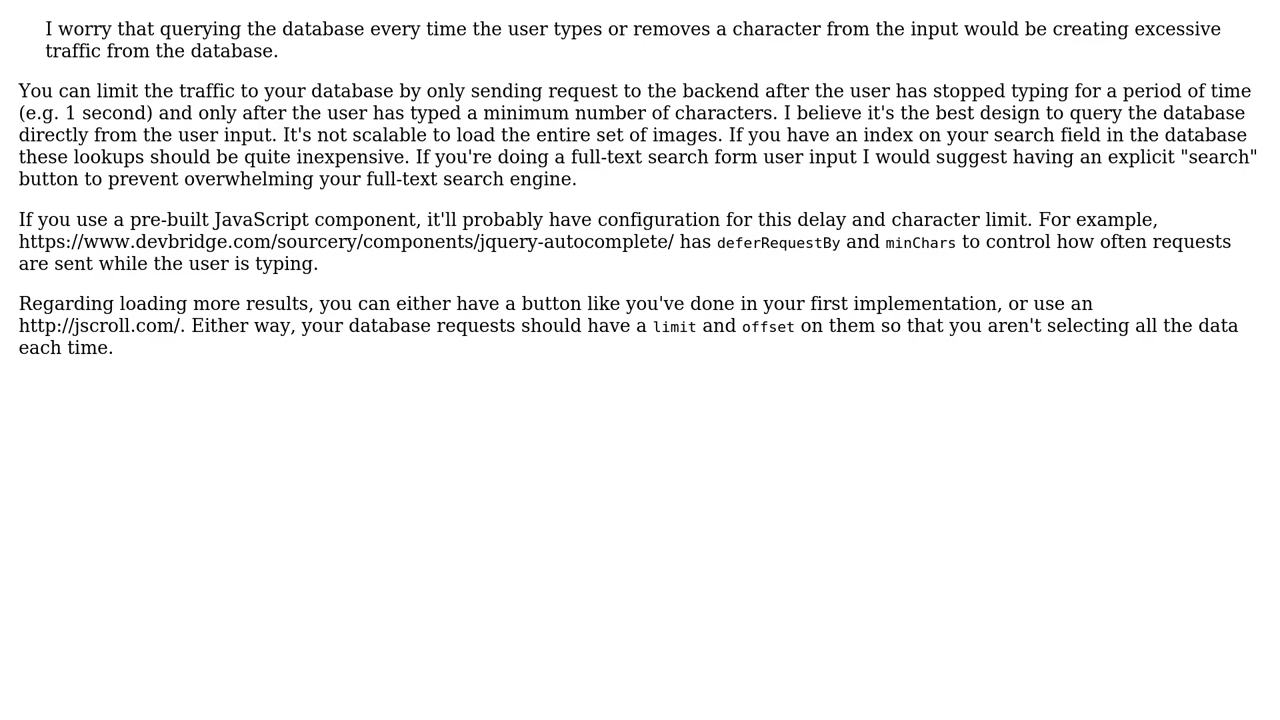 I worry that querying the database every time the user types or removes a character from the input would be creating excessive
traffic from the database.
You can limit the traffic to your database by only sending request to the backend after the user has stopped typing for a period of time
(e.g. 1 second) and only after the user has typed a minimum number of characters. I believe it's the best design to query the database
directly from the user input. It's not scalable to load the entire set of images. If you have an index on your search field in the database
these lookups should be quite inexpensive. If you're doing a full-text search form user input I would suggest having an explicit "search"
button to prevent overwhelming your full-text search engine.
If you use a pre-built JavaScript component, it'll probably have configuration for this delay and character limit. For example,
https://www.devbridge.com/sourcery/components/jquery-autocomplete/ has deferRequestBy and minChars to control how often requests
are sent while the user is typing.
Regarding loading more results, you can either have a button like you've done in your first implementation, or use an
http://jscroll.com/. Either way, your database requests should have a limit and offset on them so that you aren't selecting all the data
each time.